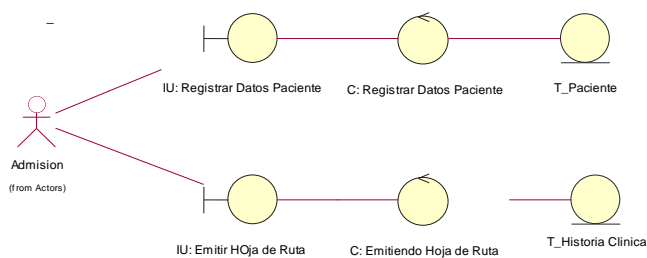 IU: Registrar Datos Paciente
C: Registrar Datos Paciente
T_Paciente
Admision
(from Actors)
IU: Emitir HOja de Ruta
C: Emitiendo Hoja de Ruta
T_Historia Clinica